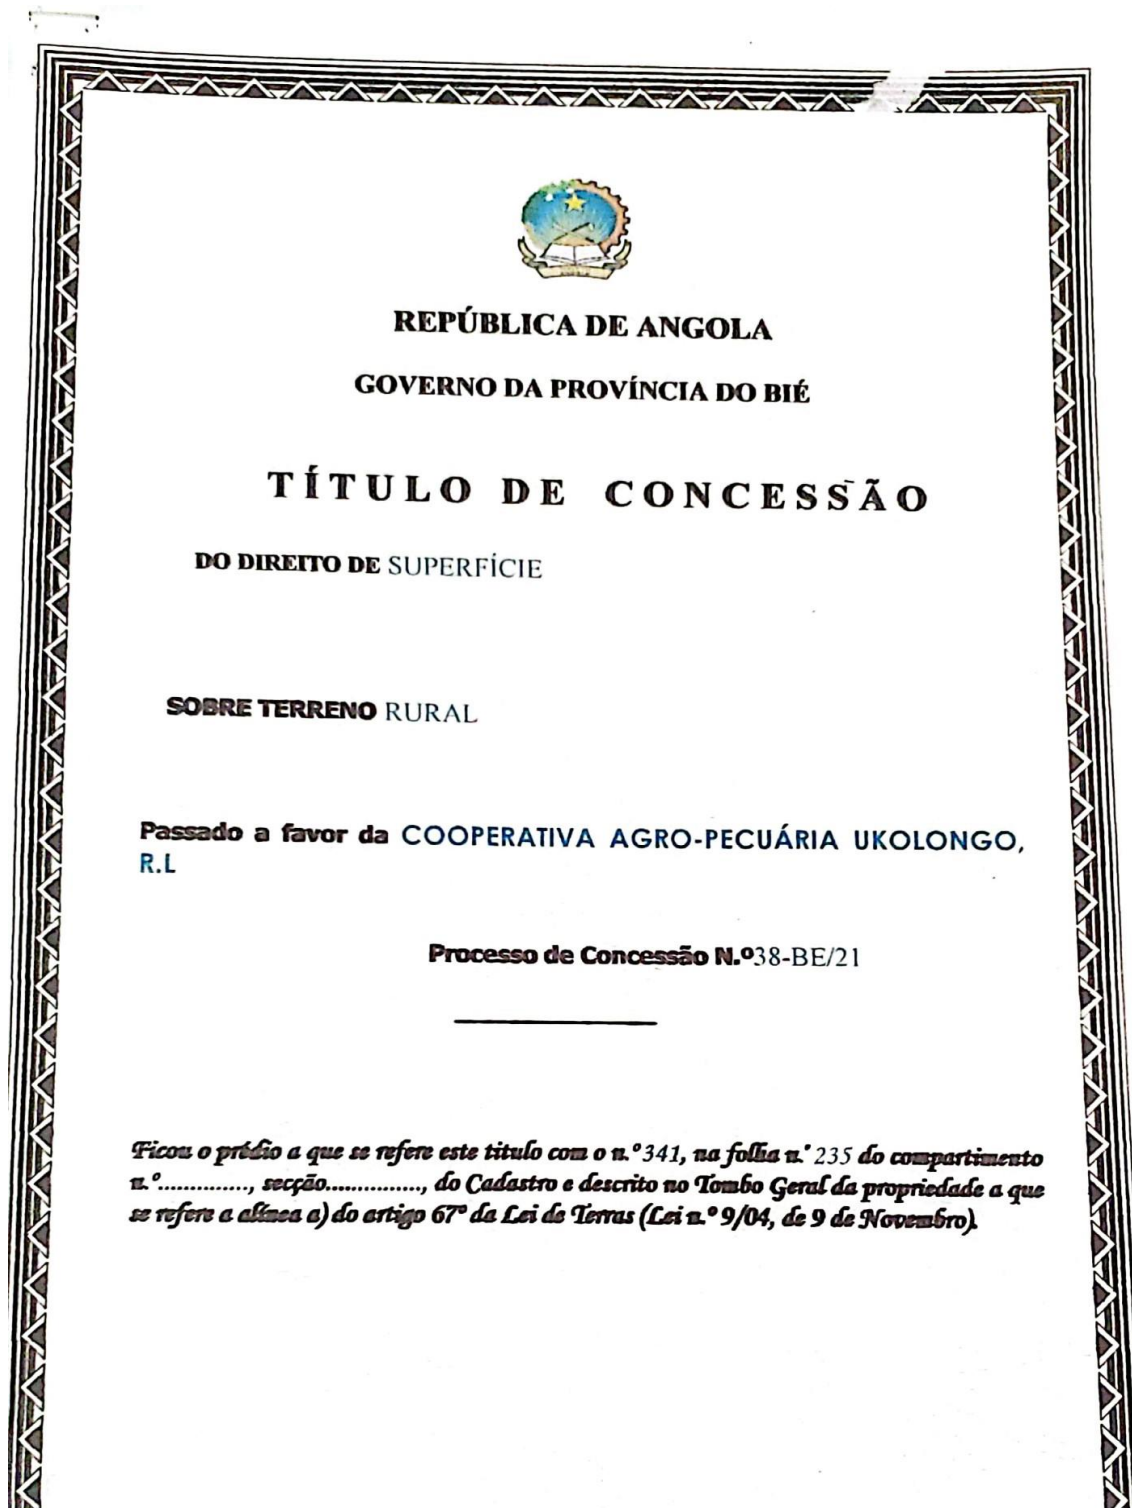 REPÚBLICA DE ANGOLA
GOVERNO DA PROVÍNCIA DO BIÉ
TÍTULO DE CONCESSÃO
DO DIREITO DE SUPERFÍCIE
SOBRE TERRENO RURAL
Passado a favor da COOPERATIVA AGRO-PECUÁRIA UKOLONGO,
R.L
Processo de Concessão N.º38-BE/21
Ficou o prédio a que se refere este titulo com o n.º 341, na folha n.º 235 do compartimento
n.º.............., secção..............., do Cadastro e descrito no Tombo Geral da propriedade a que
se refere a alínea a) do artigo 67º da Lei de Terras (Lei n.º 9/04, de 9 de Novembro).